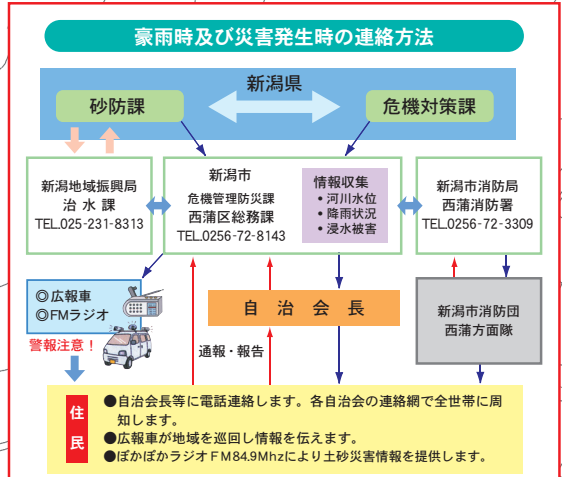 豪雨時及び災害発生時の連絡方法
新潟県
砂防課
危機対策課
新潟地域振興局
治水課
TEL.025-231-8313
新潟市
危機管理防災課
西蒲区総務課
TEL.0256-72-8143
情報収集
・河川水位
・降雨状況
・浸水被害
新潟市消防局
西蒲消防署
TEL.0256-72-3309
◎広報車
◎FMラジオ
警報注意!
自治会長
通報・報告
新潟市消防団
西蒲方面隊
住民
●自治会長等に電話連絡します。各自治会の連絡網で全世帯に周
知します。
●広報車が地域を巡回し情報を伝えます。
●ぽかぽかラジオFM84.9Mhzにより土砂災害情報を提供します。